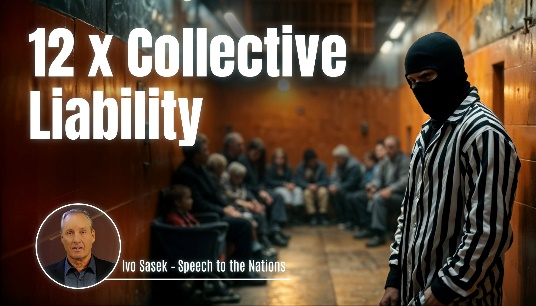 12 x Collective
Liability
Ivo Sasek - Speech to the Nations